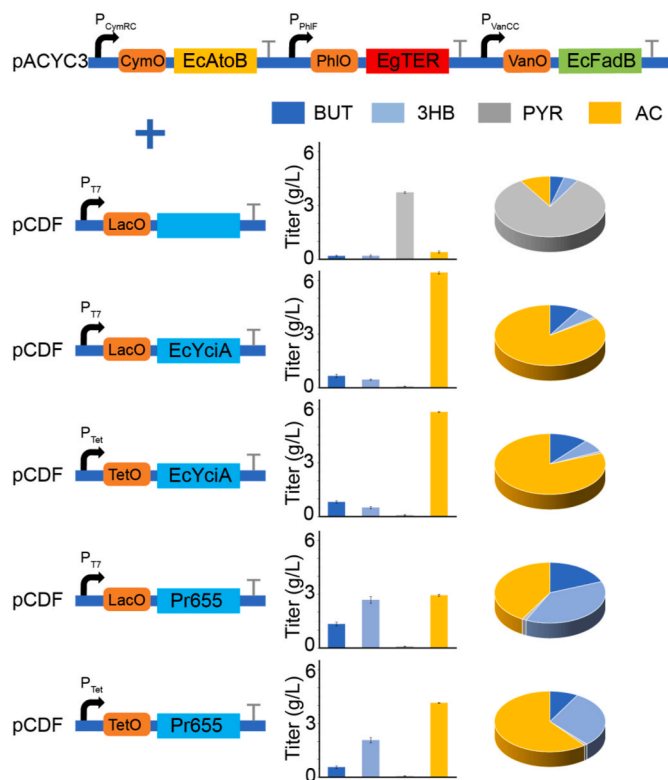 P CymRC P PhlF P VanCC
pACYC3 CymO EcAtoB PhlO EgTER VanO EcFadB
BUT 3HB PYR AC
+
P T7
pCDF LacO
Titer (g/L) 6 3 0
P T7
pCDF LacO EcYciA
Titer (g/L) 6 3 0
P Tet
pCDF TetO EcYciA
Titer (g/L) 6 3 0
P T7
pCDF LacO Pr655
Titer (g/L) 6 3 0
P Tet
pCDF TetO Pr655
Titer (g/L) 6 3 0